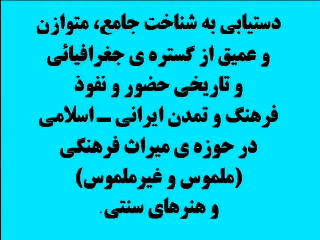 دستیابی به شناخت جامع، متوازن
و عمیق از گستره ی جغرافیائی
و تاریخی حضور و نفوذ
فرهنگ و تمدن ایرانی ـ اسلامی
در حوزه ی میراث فرهنگی
(ملموس و غیرملموس)
و هنرهای سنتی.